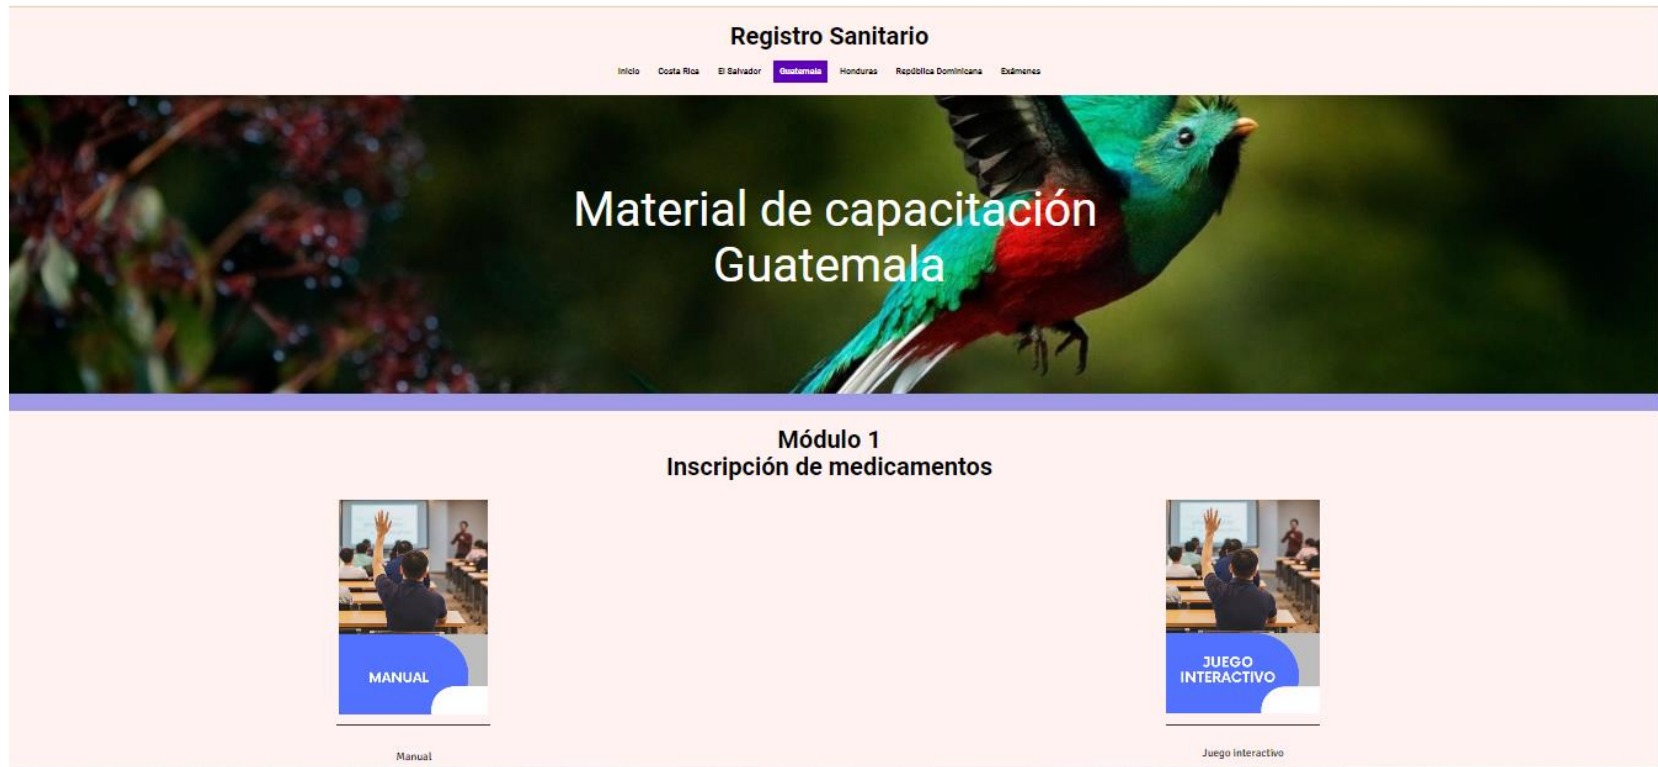 Registro Sanitario
Inicio Costa Rica El Salvador Guatemala Honduras República Dominicana Exámenes
Material de capacitación
Guatemala
Módulo 1
Inscripción de medicamentos
MANUAL
JUEGO
INTERACTIVO
Manual
Juego interactivo